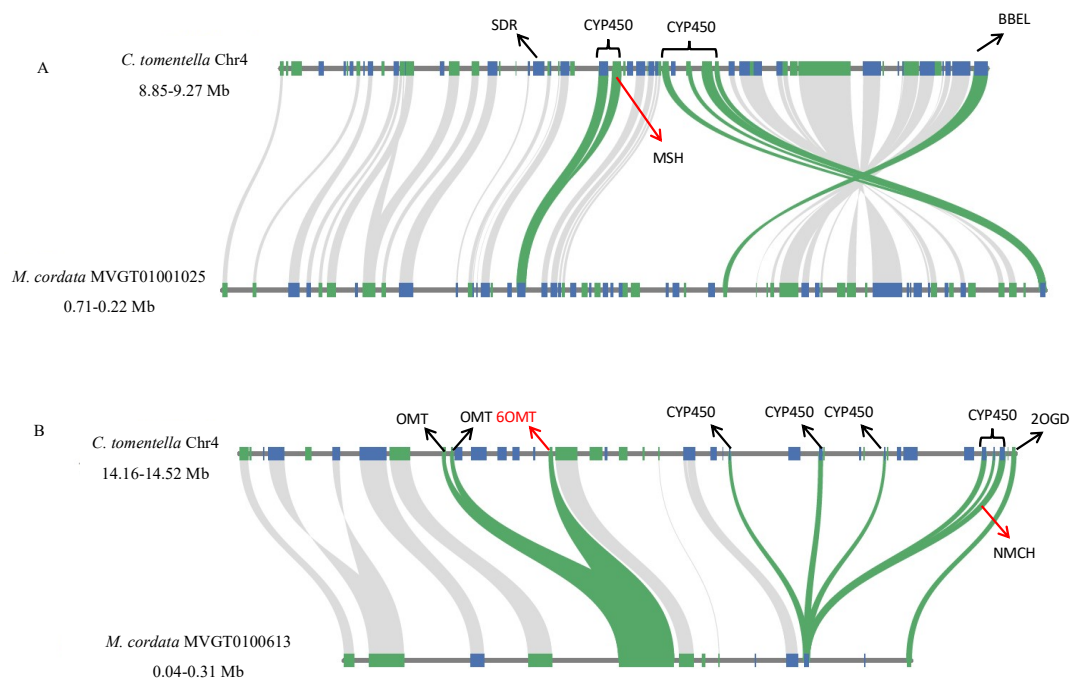 SDR
CYP450
CYP450
BBEL
A
C. tomentella Chr4
8.85-9.27 Mb
MSH
M. cordata MVGT01001025
0.71-0.22 Mb
B
C. tomentella Chr4
14.16-14.52 Mb
OMT
OMT
6OMT
CYP450
CYP450
CYP450
CYP450
2OGD
NMCH
M. cordata MVGT0100613
0.04-0.31 Mb